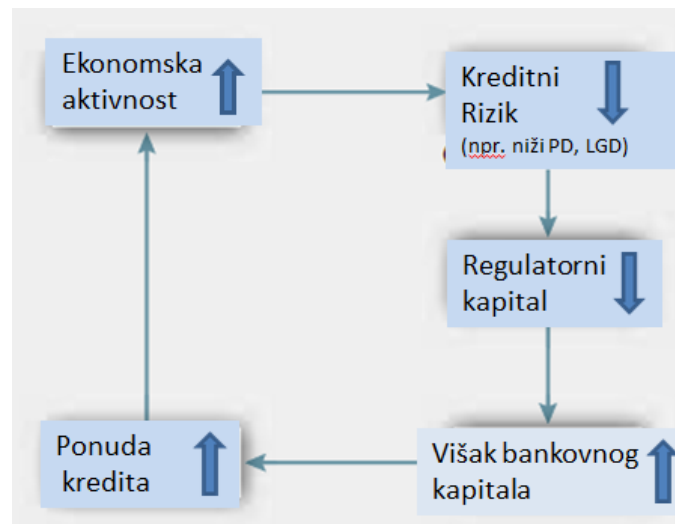 Ekonomska
aktivnost
Kreditni
Rizik
(npr. niži PD, LGD)
Regulatorni
kapital
Višak bankovnog
kapitala
Ponuda
kredita